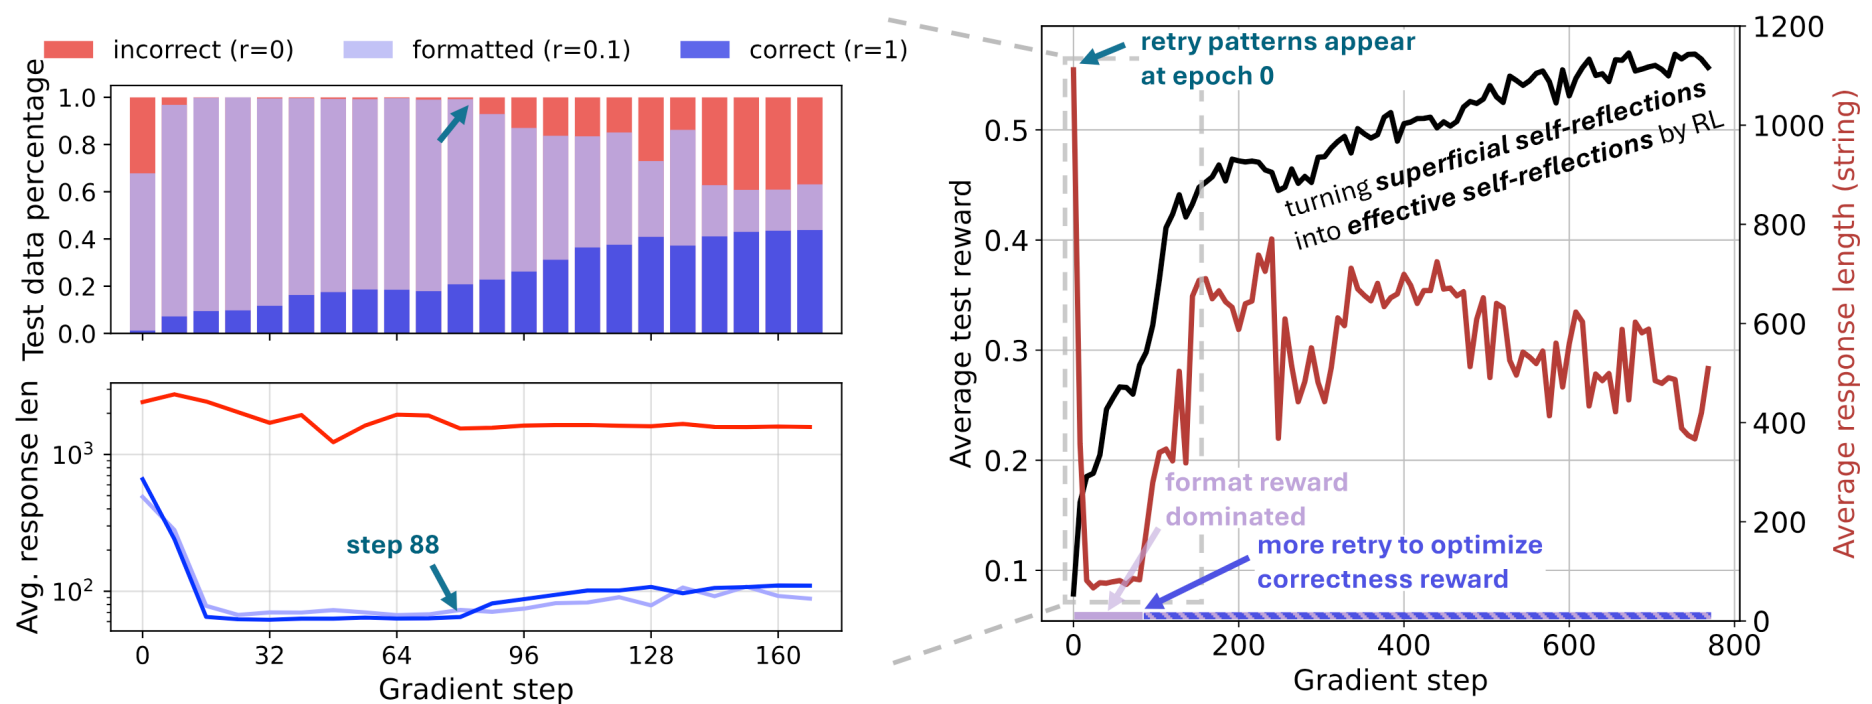 incorrect (r=0)
formatted (r=0.1)
correct (r=1)
Test data percentage
1.0
0.8
0.6
0.4
0.2
0.0
Avg. response len
10³
10²
step 88
0
32
64
96
128
160
Gradient step
retry patterns appear
at epoch 0
turning superficial self-reflections
into effective self-reflections by RL
format reward
dominated
more retry to optimize
correctness reward
Average test reward
0.5
0.4
0.3
0.2
0.1
1200
1000
800
600
400
200
0
Average response length (string)
0
200
400
600
800
Gradient step